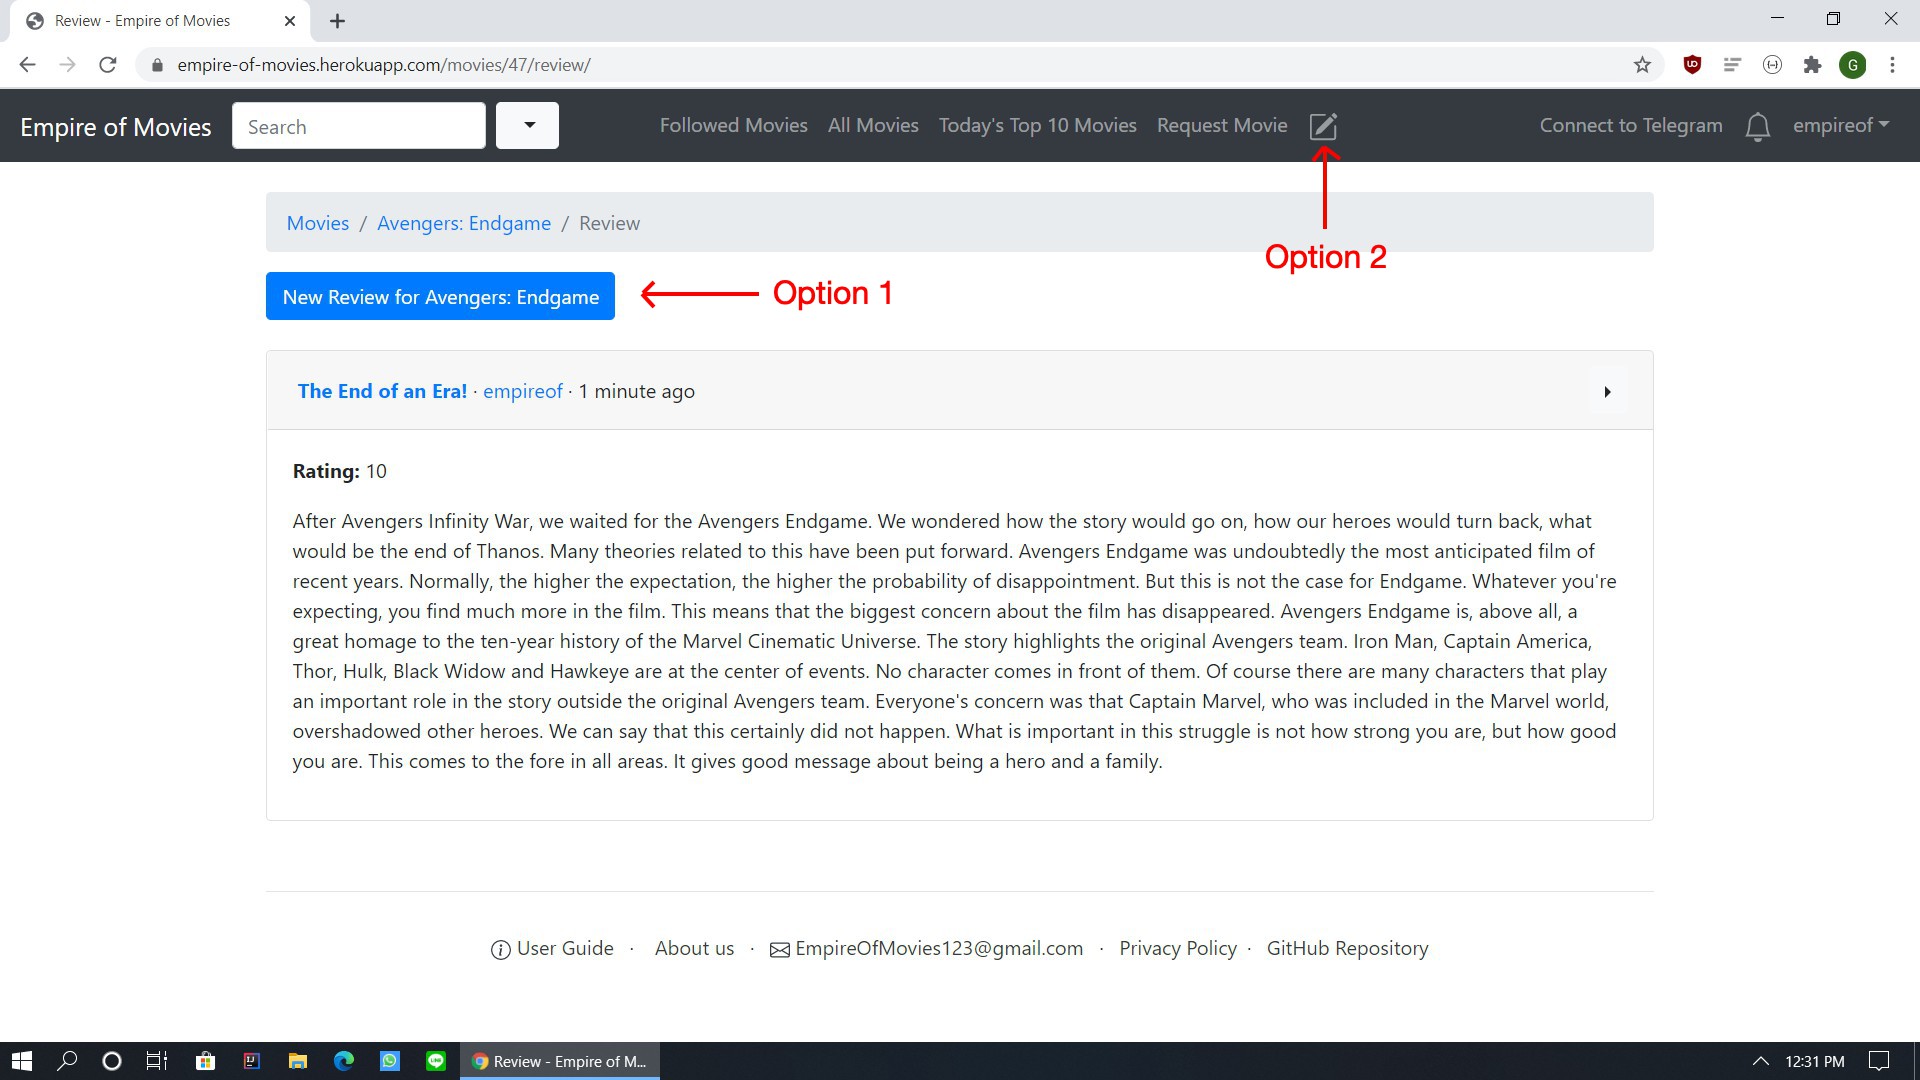 Review - Empire of Movies
empire-of-movies.herokuapp.com/movies/47/review/
G
Empire of Movies
Search
Followed Movies
All Movies
Today's Top 10 Movies
Request Movie
Connect to Telegram
empireof
Movies / Avengers: Endgame / Review
Option 2
New Review for Avengers: Endgame
Option 1
The End of an Era! · empireof · 1 minute ago
Rating: 10
After Avengers Infinity War, we waited for the Avengers Endgame. We wondered how the story would go on, how our heroes would turn back, what
would be the end of Thanos. Many theories related to this have been put forward. Avengers Endgame was undoubtedly the most anticipated film of
recent years. Normally, the higher the expectation, the higher the probability of disappointment. But this is not the case for Endgame. Whatever you're
expecting, you find much more in the film. This means that the biggest concern about the film has disappeared. Avengers Endgame is, above all, a
great homage to the ten-year history of the Marvel Cinematic Universe. The story highlights the original Avengers team. Iron Man, Captain America,
Thor, Hulk, Black Widow and Hawkeye are at the center of events. No character comes in front of them. Of course there are many characters that play
an important role in the story outside the original Avengers team. Everyone's concern was that Captain Marvel, who was included in the Marvel world,
overshadowed other heroes. We can say that this certainly did not happen. What is important in this struggle is not how strong you are, but how good
you are. This comes to the fore in all areas. It gives good message about being a hero and a family.
User Guide · About us · EmpireOfMovies123@gmail.com · Privacy Policy · GitHub Repository
Review - Empire of M...
12:31 PM